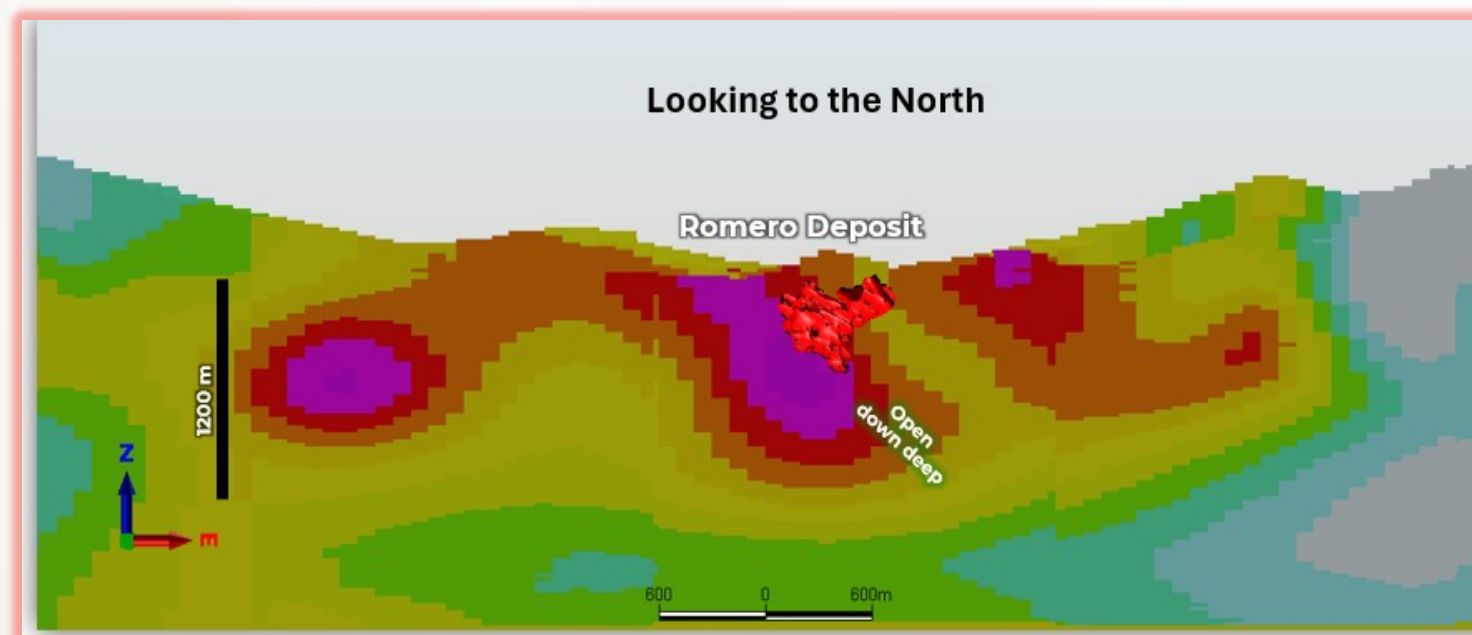 Looking to the North
Romero Deposit
1200 m
Open
down deep
Z
E
600 0 600m